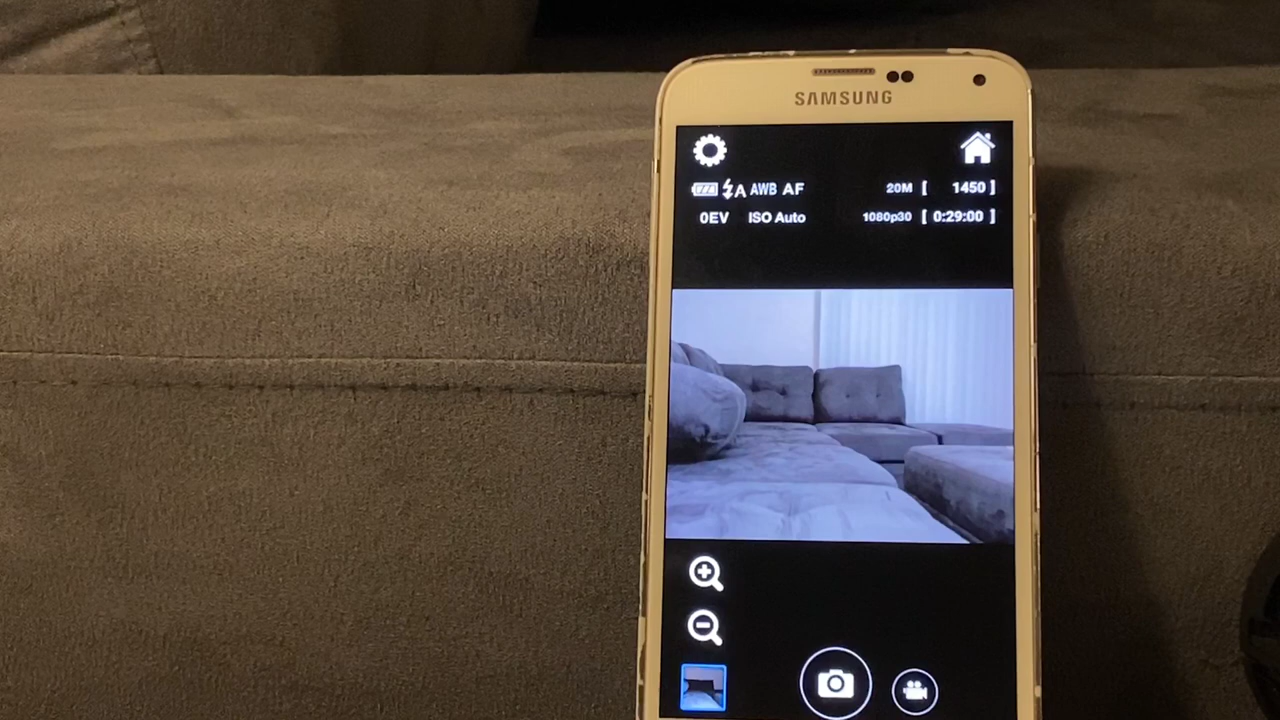 SAMSUNG
A AWB AF 20M [ 1450 ]
0EV ISO Auto 1080p30 [ 0:29:00 ]